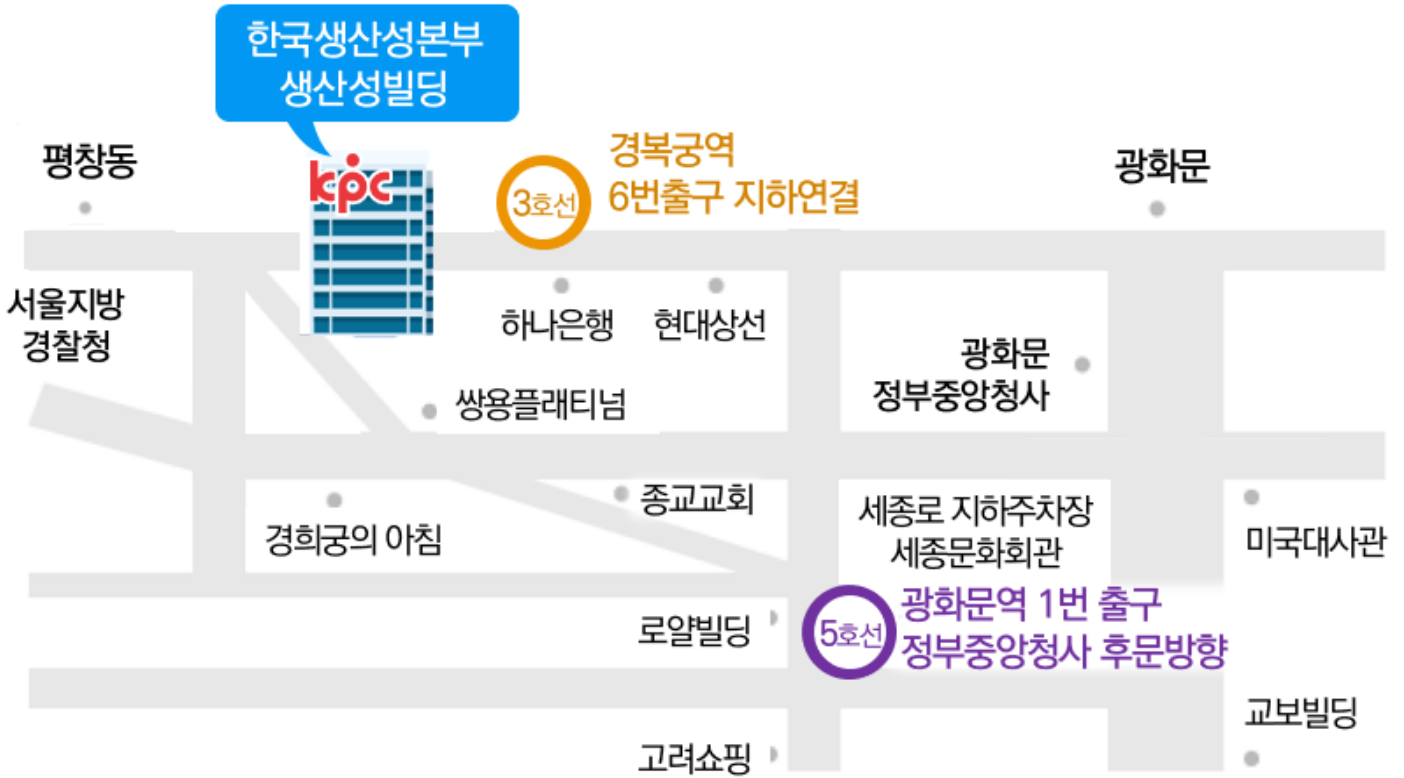 한국생산성본부
생산성빌딩
평창동
kpc
3호선
경복궁역
6번출구 지하연결
광화문
서울지방
경찰청
하나은행
현대상선
광화문
정부중앙청사
쌍용플래티넘
종교교회
세종로 지하주차장
세종문화회관
경희궁의 아침
미국대사관
로얄빌딩
5호선
광화문역 1번 출구
정부중앙청사 후문방향
교보빌딩
고려쇼핑